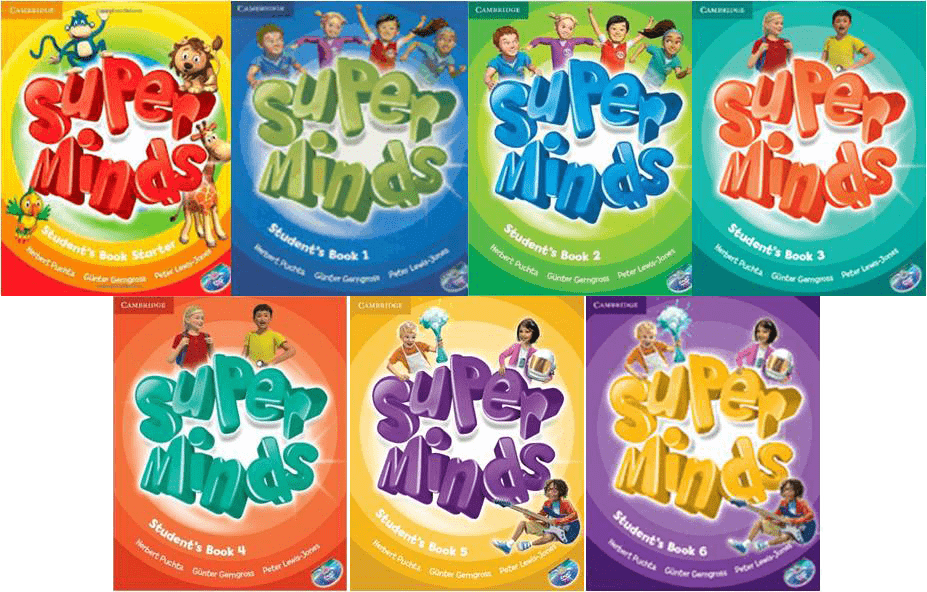 Super
Minds
Student's Book Starter
Herbert Puchta Günter Gerngross Peter Lewis-Jones
CAMBRIDGE
Super
Minds
Student's Book 1
Herbert Puchta Günter Gerngross Peter Lewis-Jones
CAMBRIDGE
Super
Minds
Student's Book 2
Herbert Puchta Günter Gerngross Peter Lewis-Jones
CAMBRIDGE
Super
Minds
Student's Book 3
Herbert Puchta Günter Gerngross Peter Lewis-Jones
CAMBRIDGE
Super
Minds
Student's Book 4
Herbert Puchta Günter Gerngross Peter Lewis-Jones
CAMBRIDGE
Super
Minds
Student's Book 5
Herbert Puchta Günter Gerngross Peter Lewis-Jones
CAMBRIDGE
Super
Minds
Student's Book 6
Herbert Puchta Günter Gerngross Peter Lewis-Jones